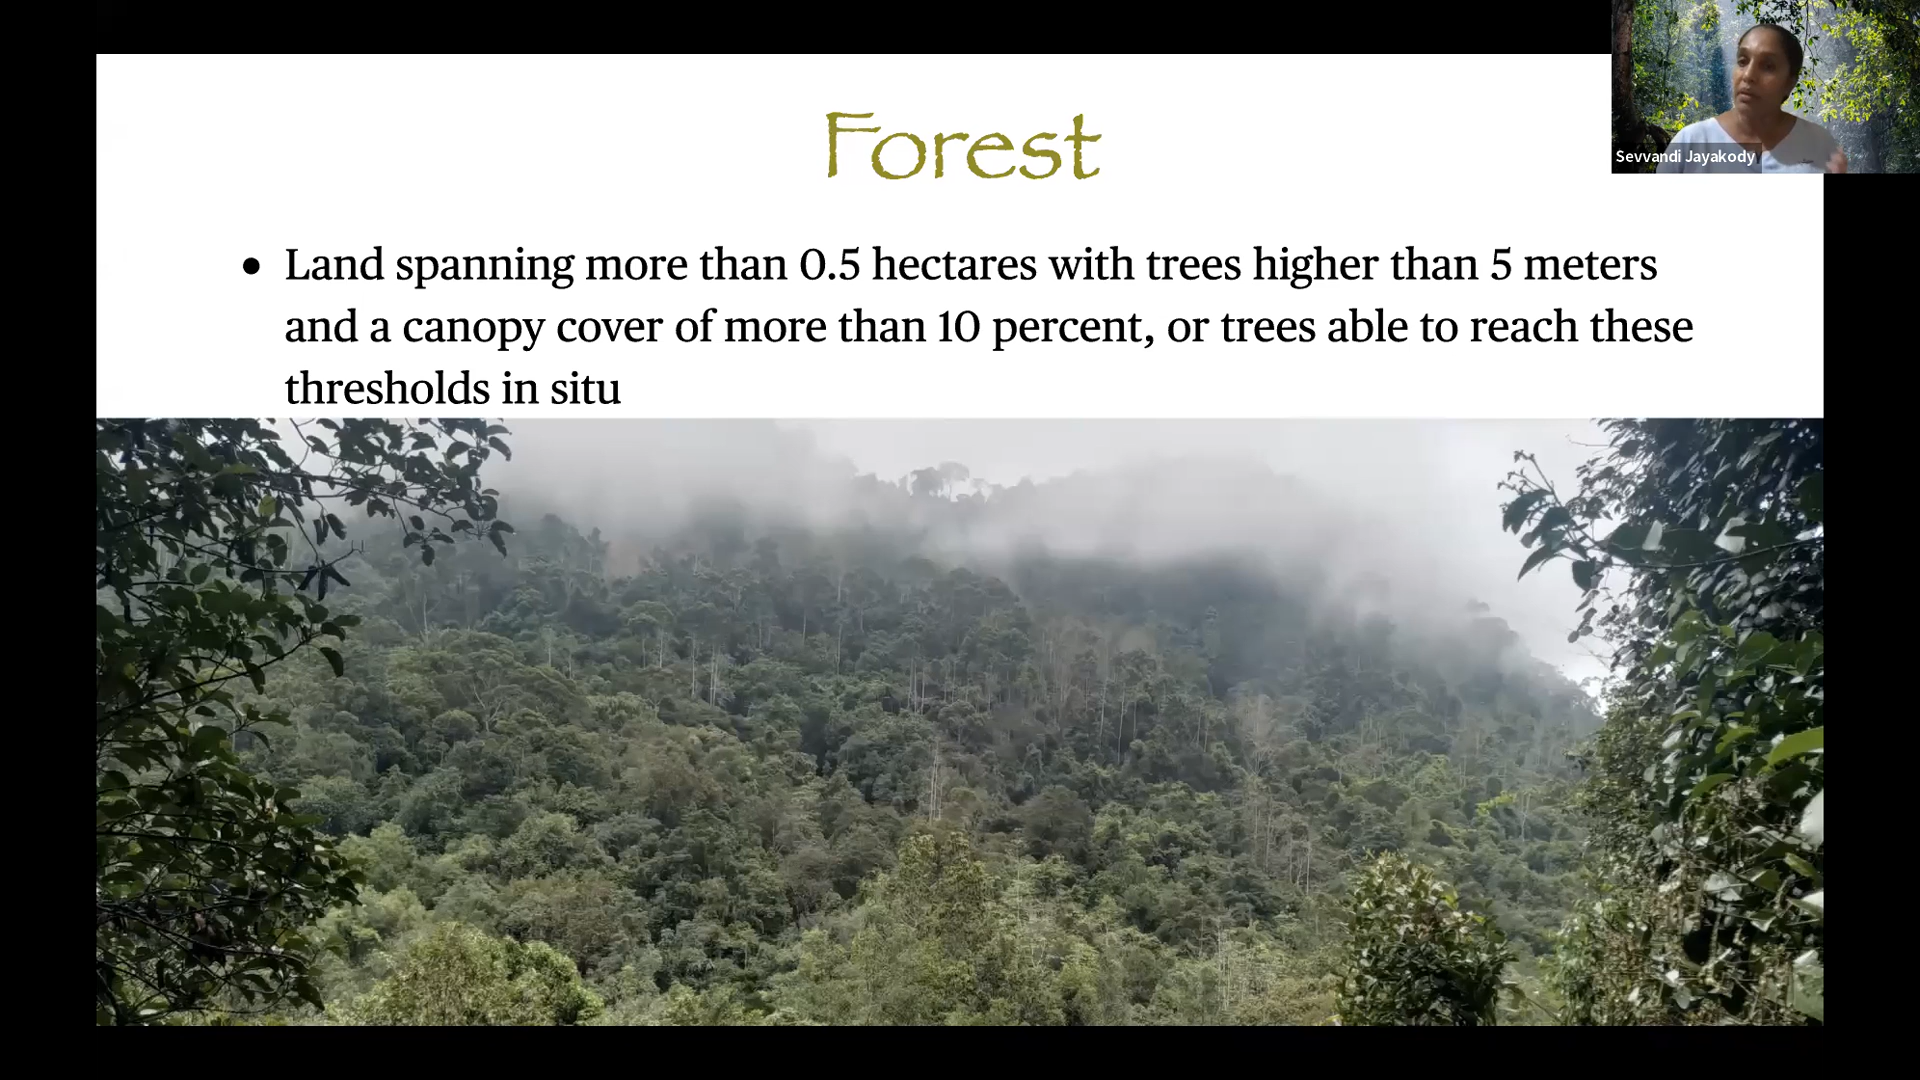 Forest
Sevvandi Jayakody
• Land spanning more than 0.5 hectares with trees higher than 5 meters
and a canopy cover of more than 10 percent, or trees able to reach these
thresholds in situ